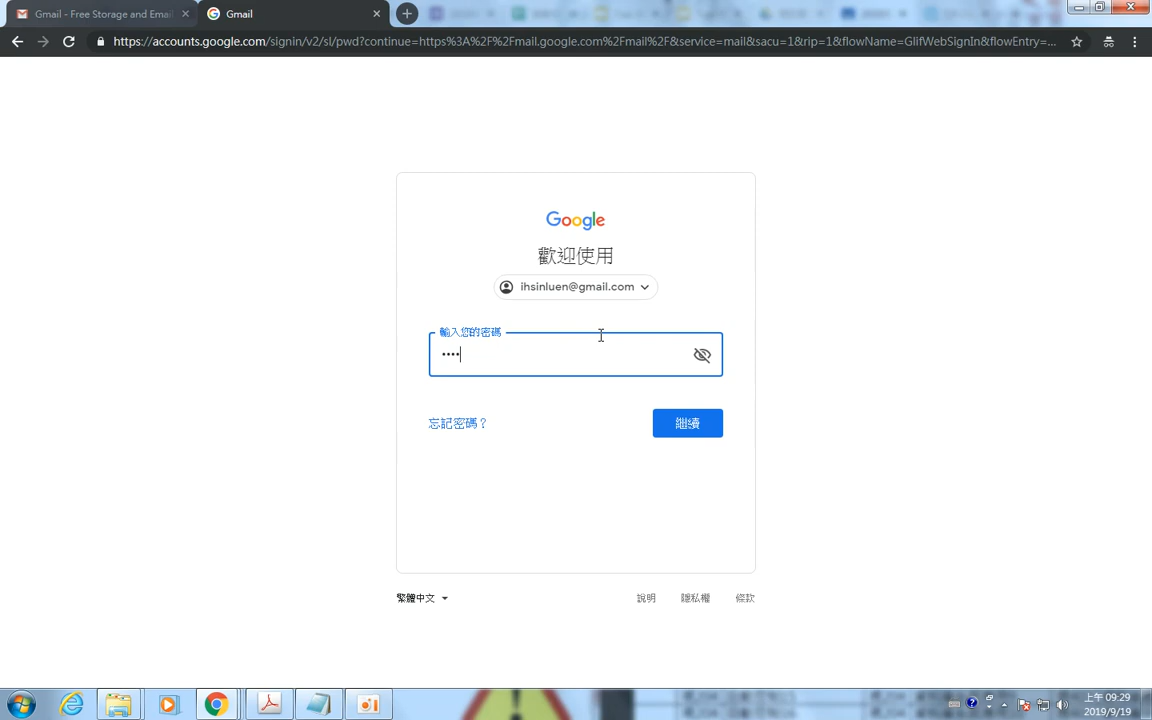 Gmail - Free Storage and Email
Gmail
https://accounts.google.com/signin/v2/sl/pwd?continue=https%3A%2F%2Fmail.google.com%2Fmail%2F&service=mail&sacu=1&rip=1&flowName=GlifWebSignIn&flowEntry=...
Google
歡迎使用
ihsinluen@gmail.com
輸入您的密碼
••••
忘記密碼？
繼續
繁體中文
說明
隱私權
條款
上午 09:29
2019/9/19